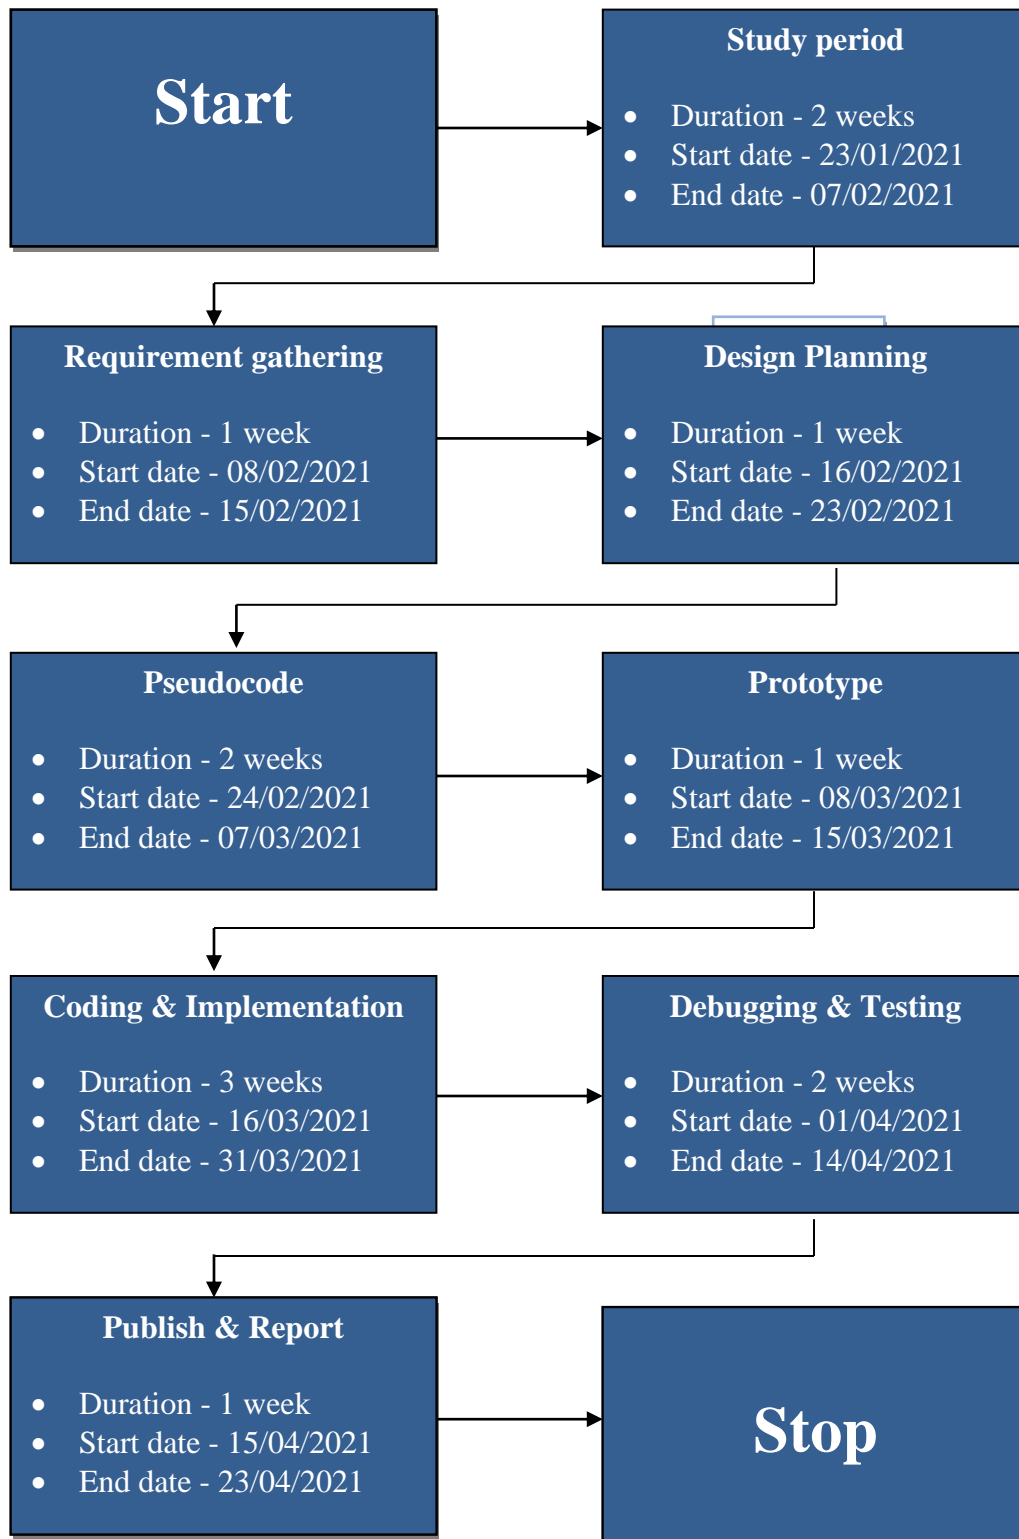 Start
Study period
• Duration - 2 weeks
• Start date - 23/01/2021
• End date - 07/02/2021
Requirement gathering
• Duration - 1 week
• Start date - 08/02/2021
• End date - 15/02/2021
Design Planning
• Duration - 1 week
• Start date - 16/02/2021
• End date - 23/02/2021
Pseudocode
• Duration - 2 weeks
• Start date - 24/02/2021
• End date - 07/03/2021
Prototype
• Duration - 1 week
• Start date - 08/03/2021
• End date - 15/03/2021
Coding & Implementation
• Duration - 3 weeks
• Start date - 16/03/2021
• End date - 31/03/2021
Debugging & Testing
• Duration - 2 weeks
• Start date - 01/04/2021
• End date - 14/04/2021
Publish & Report
• Duration - 1 week
• Start date - 15/04/2021
• End date - 23/04/2021
Stop